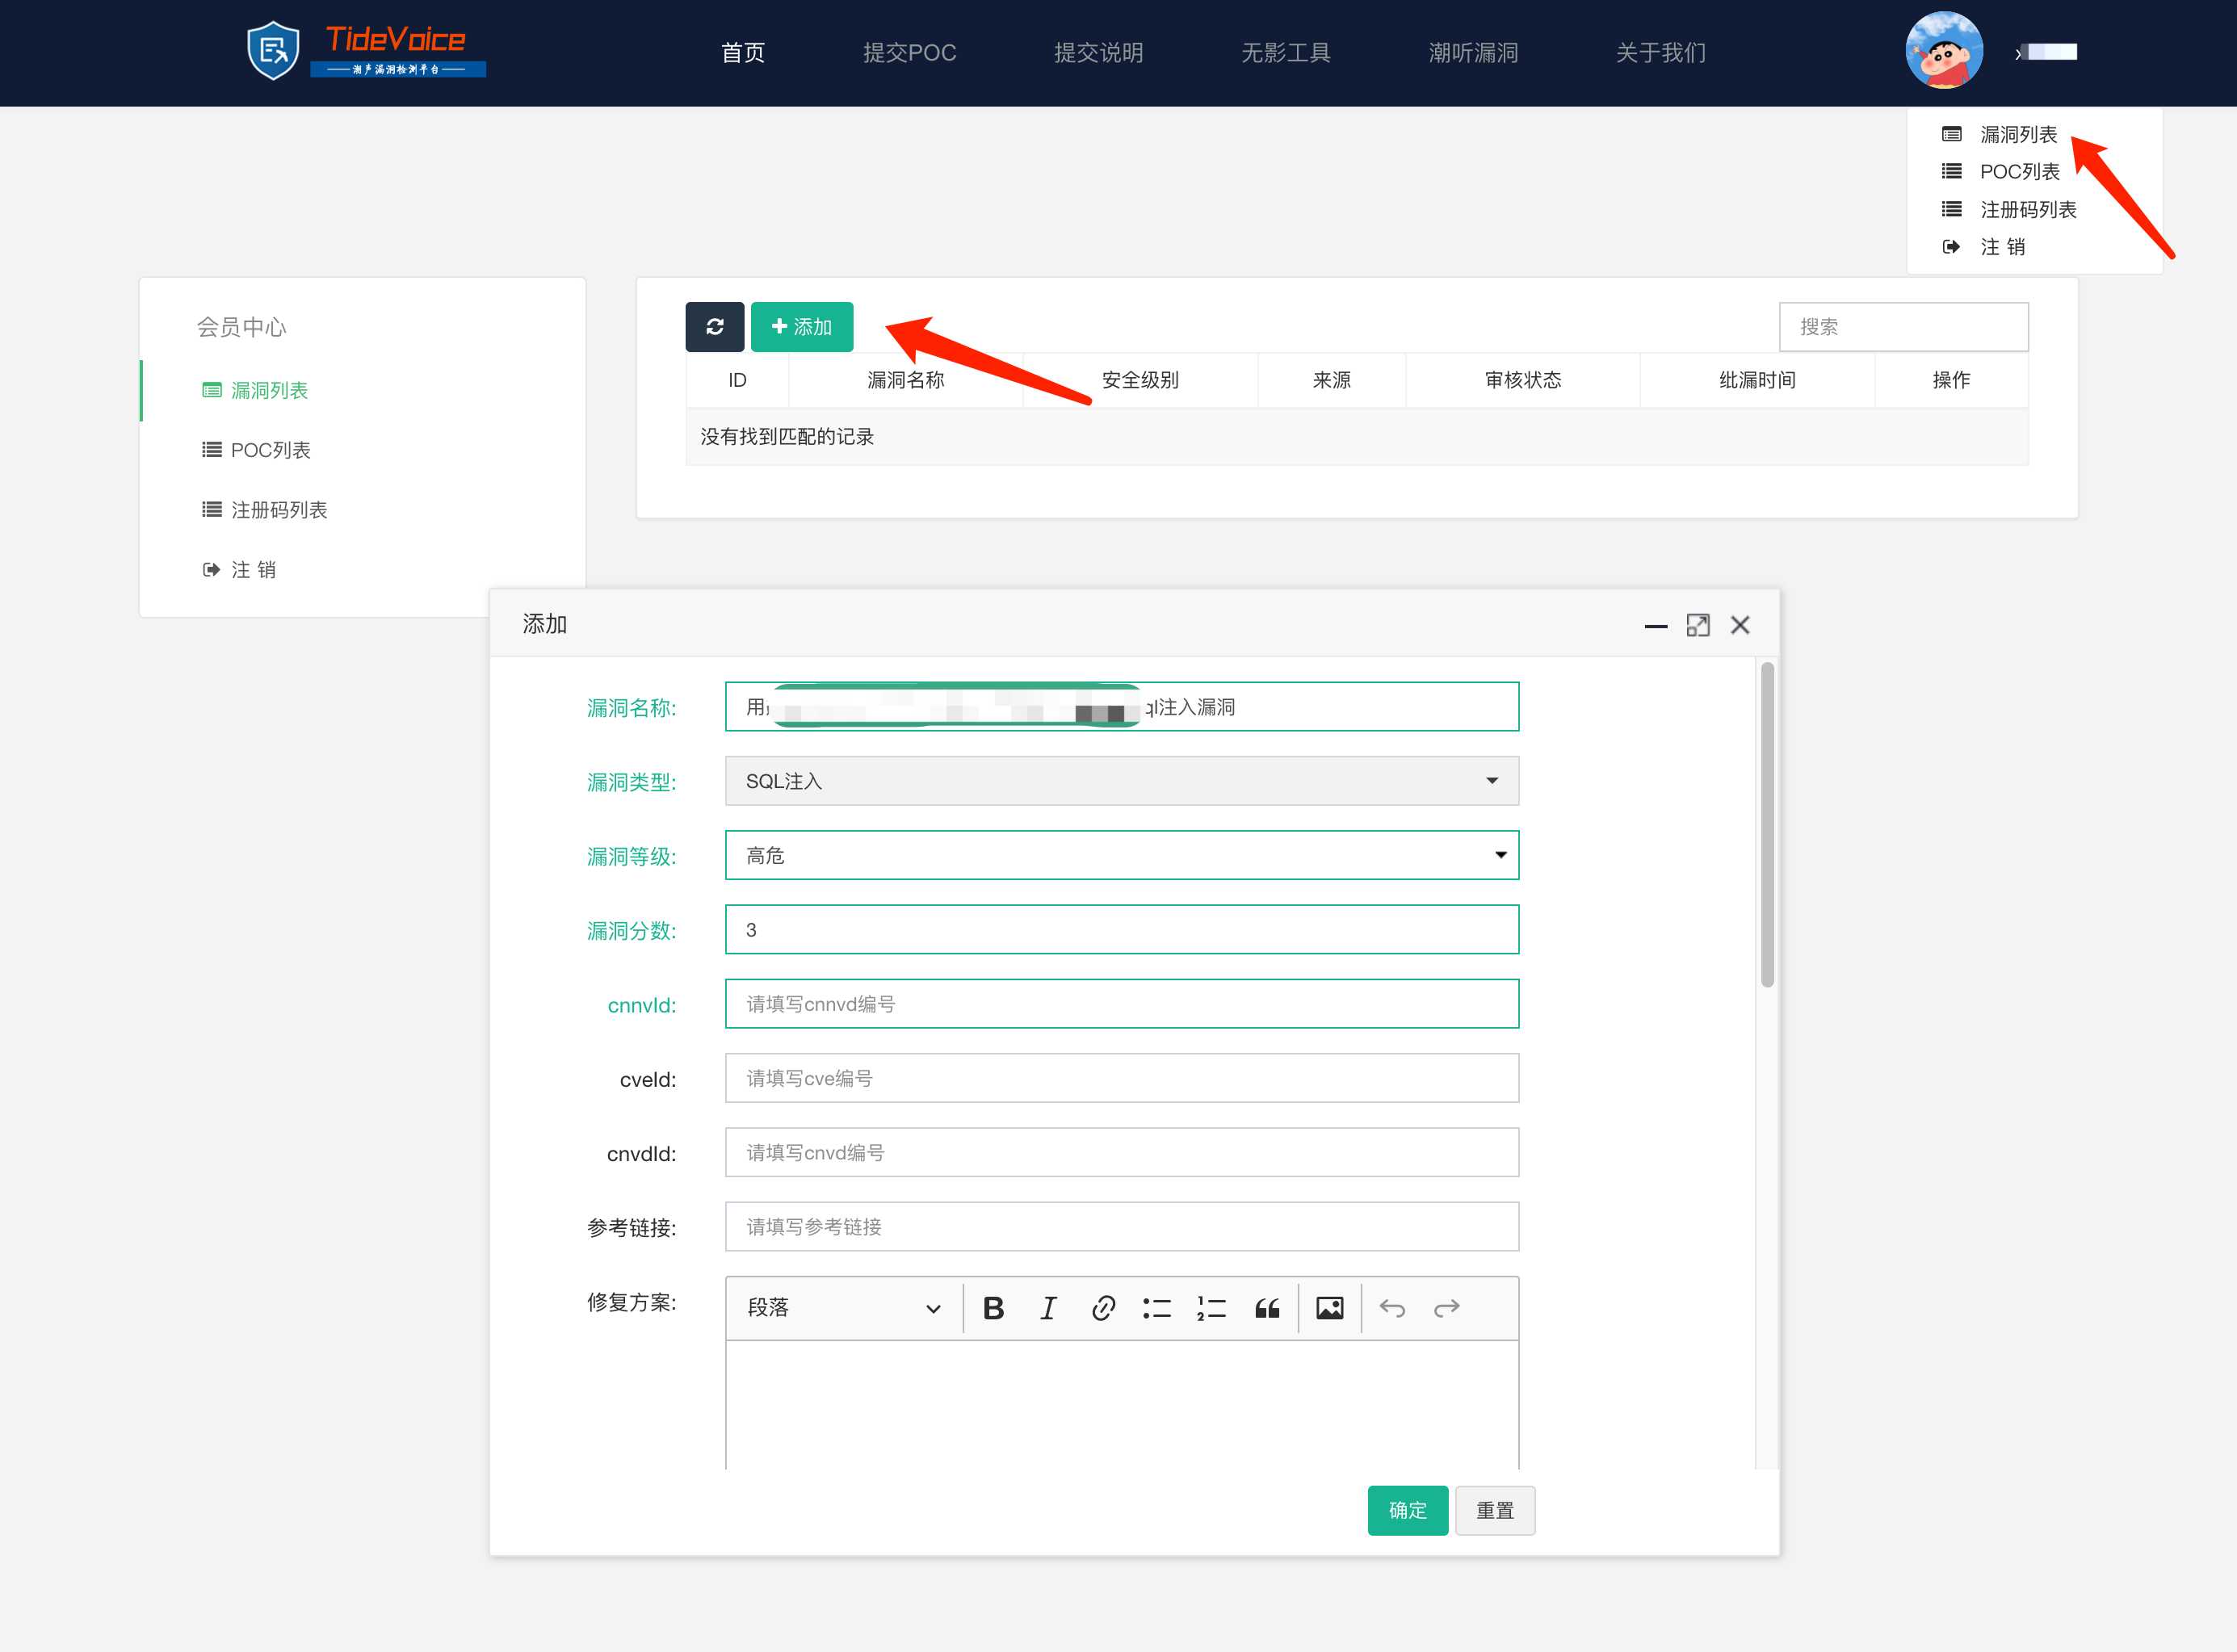 TideVoice
潮声漏洞检测平台
首页 提交POC 提交说明 无影工具 潮听漏洞 关于我们
漏洞列表
POC列表
注册码列表
注 销
会员中心
漏洞列表
POC列表
注册码列表
注 销
添加 搜索
ID 漏洞名称 安全级别 来源 审核状态 纰漏时间 操作
没有找到匹配的记录
添加
漏洞名称: 用 ql注入漏洞
漏洞类型: SQL注入
漏洞等级: 高危
漏洞分数: 3
cnnvId: 请填写cnnvd编号
cveId: 请填写cve编号
cnvdId: 请填写cnvd编号
参考链接: 请填写参考链接
修复方案: 段落 B I
确定 重置